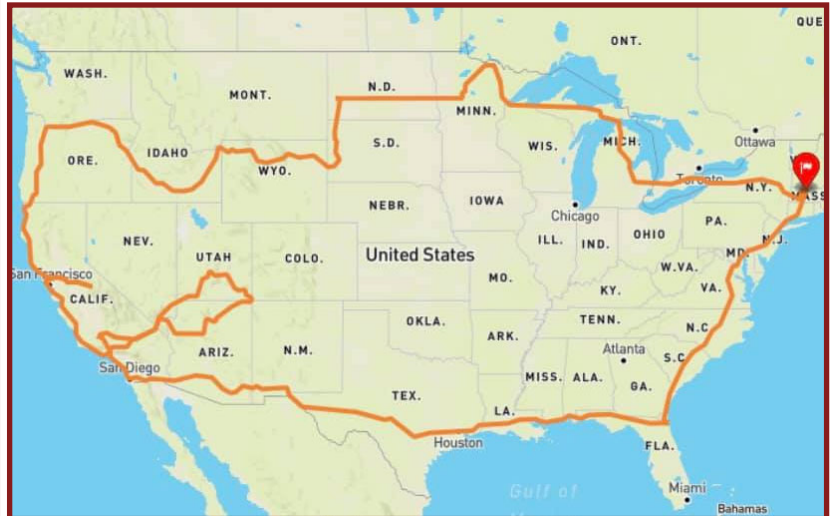 QUE
ONT.
WASH.
N.D.
MONT.
MINN.
Ottawa
ORE.
IDAHO
S.D.
WIS.
MICH.
WYO.
Toronto
N.Y.
MASS
NEBR.
IOWA
Chicago
NEV.
UTAH
COLO.
United States
ILL.
IND.
OHIO
PA.
N.J.
MD.
San Francisco
CALIF.
MO.
W.VA.
VA.
KY.
OKLA.
TENN.
N.C
ARK.
Atlanta
S.C
ARIZ.
N.M.
San Diego
MISS.
ALA.
GA.
TEX.
LA.
Houston
FLA.
Gulf of
Miami
Bahamas